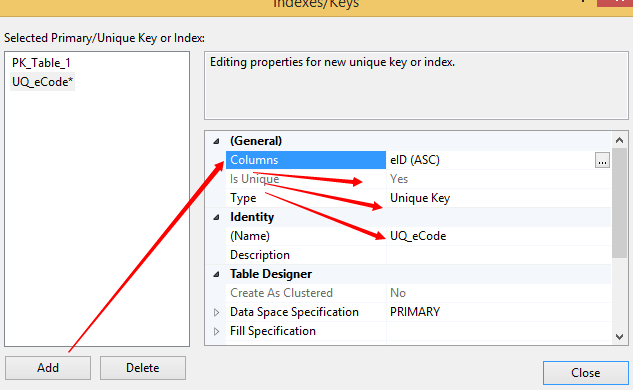 Indexes/Keys
Selected Primary/Unique Key or Index:
PK_Table_1
UQ_eCode*
Editing properties for new unique key or index.
(General)
Columns eID (ASC) ...
Is Unique Yes
Type Unique Key
Identity
(Name) UQ_eCode
Description
Table Designer
Create As Clustered No
Data Space Specification PRIMARY
Fill Specification
Add Delete
Close